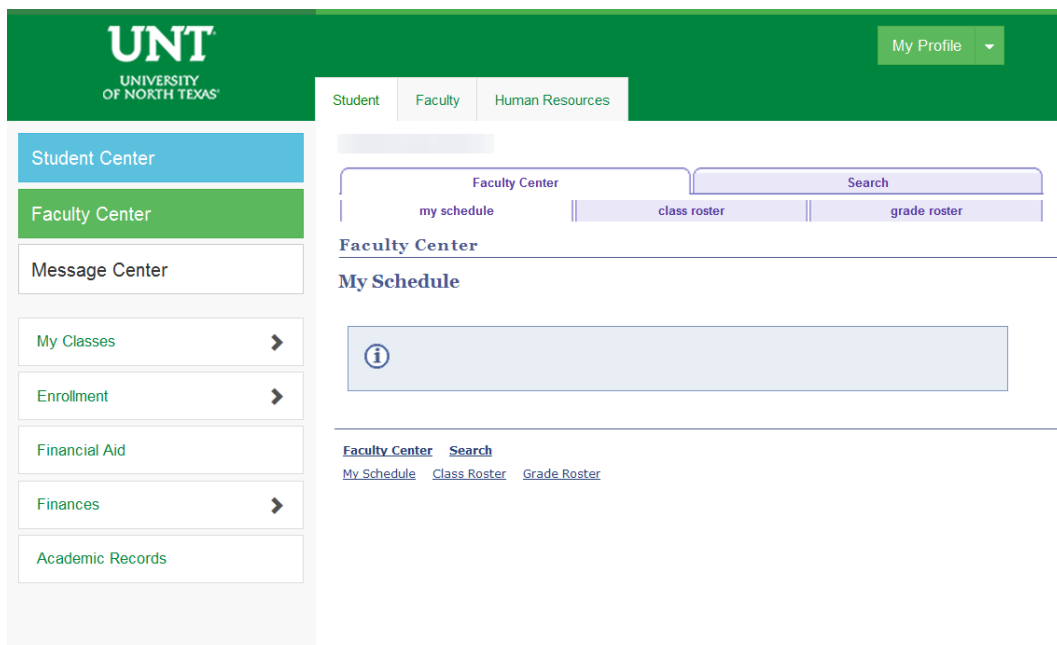 UNT
UNIVERSITY
OF NORTH TEXAS
My Profile
Student Faculty Human Resources
Student Center
Faculty Center
Message Center
My Classes
Enrollment
Financial Aid
Finances
Academic Records
Faculty Center Search
my schedule class roster grade roster
Faculty Center
My Schedule
Faculty Center Search
My Schedule Class Roster Grade Roster